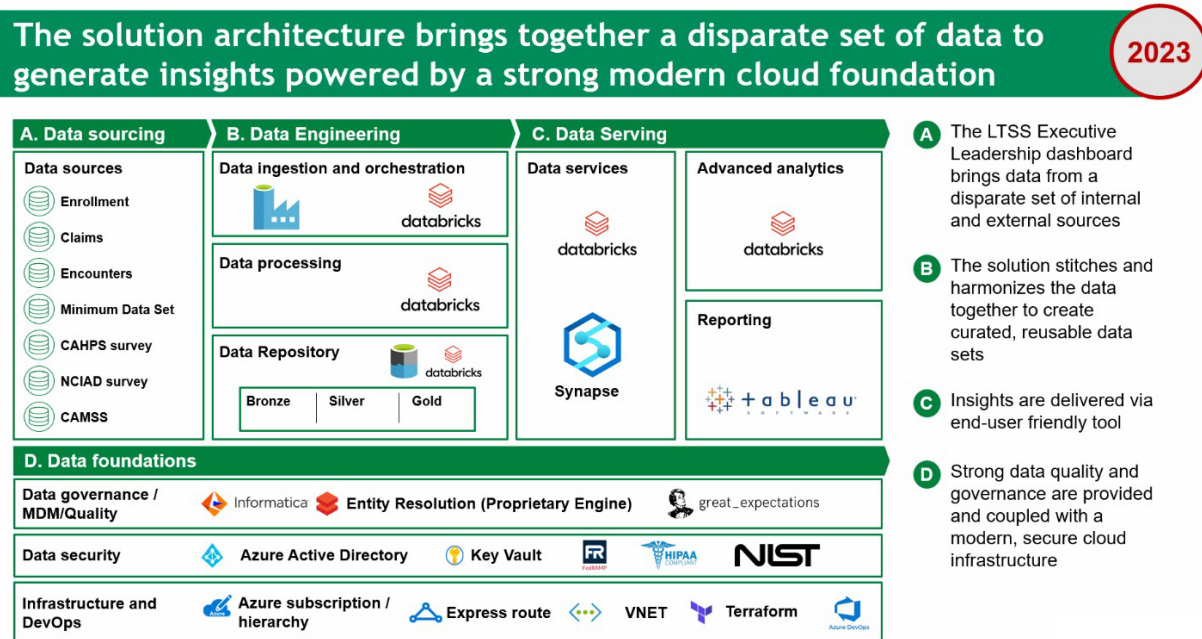 The solution architecture brings together a disparate set of data to
generate insights powered by a strong modern cloud foundation
2023
A. Data sourcing
Data sources
Enrollment
Claims
Encounters
Minimum Data Set
CAHPS survey
NCIAD survey
CAMSS
B. Data Engineering
Data ingestion and orchestration
databricks
Data processing
databricks
Data Repository
databricks
Bronze
Silver
Gold
C. Data Serving
Data services
databricks
Synapse
Advanced analytics
databricks
Reporting
+ a b l e a u
S O F T W A R E
D. Data foundations
Data governance /
MDM/Quality
Informatica
Entity Resolution (Proprietary Engine)
great_expectations
Data security
Azure Active Directory
Key Vault
FR
FedRAMP
HIPAA
COMPLIANT
NIST
Infrastructure and
DevOps
Azure
Azure subscription /
hierarchy
Express route
VNET
Terraform
Azure DevOps
A
The LTSS Executive
Leadership dashboard
brings data from a
disparate set of internal
and external sources
B
The solution stitches and
harmonizes the data
together to create
curated, reusable data
sets
C
Insights are delivered via
end-user friendly tool
D
Strong data quality and
governance are provided
and coupled with a
modern, secure cloud
infrastructure